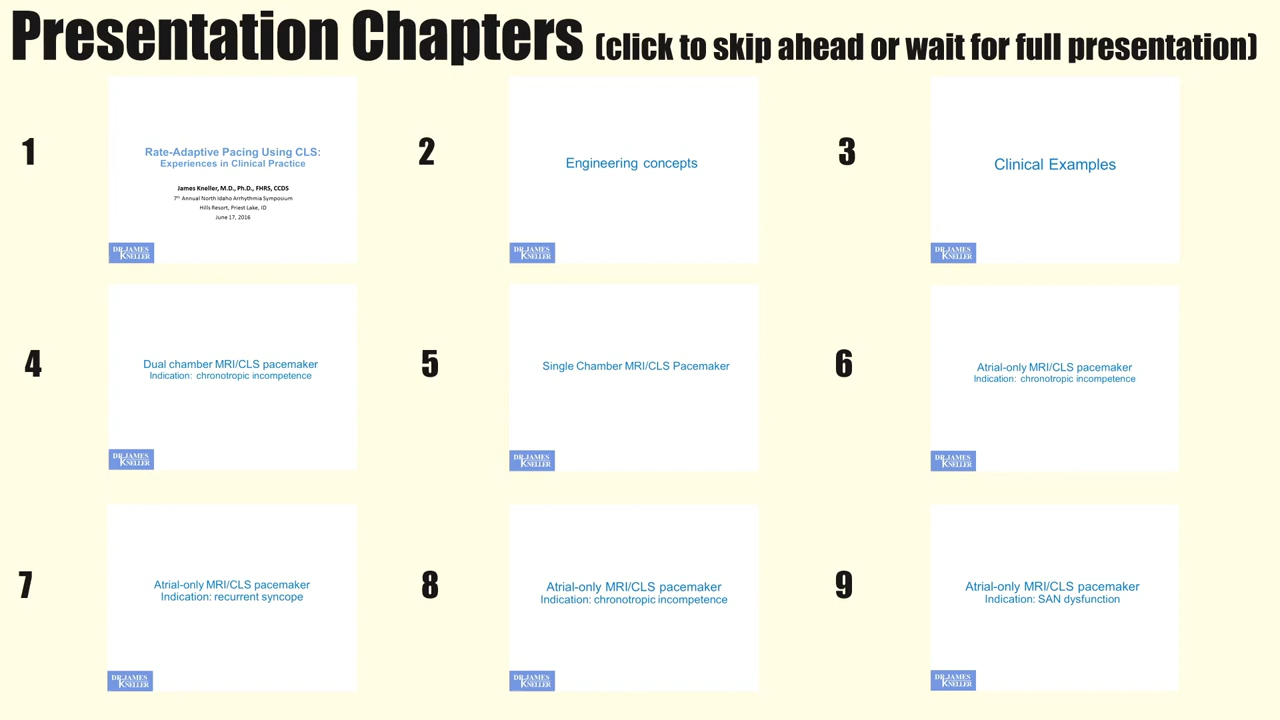 Presentation Chapters (click to skip ahead or wait for full presentation)
1
Rate-Adaptive Pacing Using CLS:
Experiences in Clinical Practice
James Kneller, M.D., Ph.D., FHRS, CCDS
7th Annual North Idaho Arrhythmia Symposium
Hills Resort, Priest Lake, ID
June 17, 2016
DR.JAMES
KNELLER
2
Engineering concepts
DR.JAMES
KNELLER
3
Clinical Examples
DR.JAMES
KNELLER
4
Dual chamber MRI/CLS pacemaker
Indication: chronotropic incompetence
DR.JAMES
KNELLER
5
Single Chamber MRI/CLS Pacemaker
DR.JAMES
KNELLER
6
Atrial-only MRI/CLS pacemaker
Indication: chronotropic incompetence
DR.JAMES
KNELLER
7
Atrial-only MRI/CLS pacemaker
Indication: recurrent syncope
DR.JAMES
KNELLER
8
Atrial-only MRI/CLS pacemaker
Indication: chronotropic incompetence
DR.JAMES
KNELLER
9
Atrial-only MRI/CLS pacemaker
Indication: SAN dysfunction
DR.JAMES
KNELLER